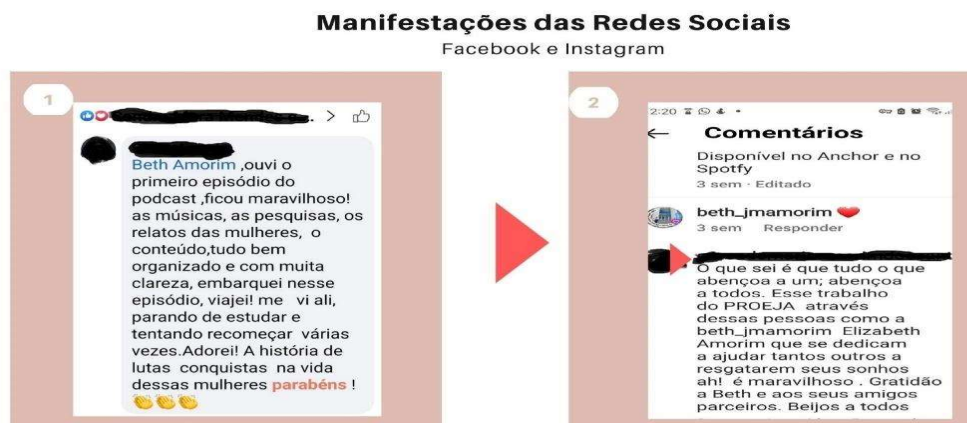 Manifestações das Redes Sociais
Facebook e Instagram
1
Beth Amorim ,ouvi o
primeiro episódio do
podcast ,ficou maravilhoso!
as músicas, as pesquisas, os
relatos das mulheres, o
conteúdo,tudo bem
organizado e com muita
clareza, embarquei nesse
episódio, viajei! me vi ali,
parando de estudar e
tentando recomeçar várias
vezes.Adorei! A história de
lutas conquistas na vida
dessas mulheres parabéns !
👏👏👏
2
2:20
Comentários
Disponível no Anchor e no
Spotfy
3 sem · Editado
beth_jmamorim ❤️
3 sem Responder
O que sei é que tudo o que
abençoa a um; abençoa
a todos. Esse trabalho
do PROEJA através
dessas pessoas como a
beth_jmamorim Elizabeth
Amorim que se dedicam
a ajudar tantos outros a
resgatarem seus sonhos
ah! é maravilhoso . Gratidão
a Beth e aos seus amigos
parceiros. Beijos a todos